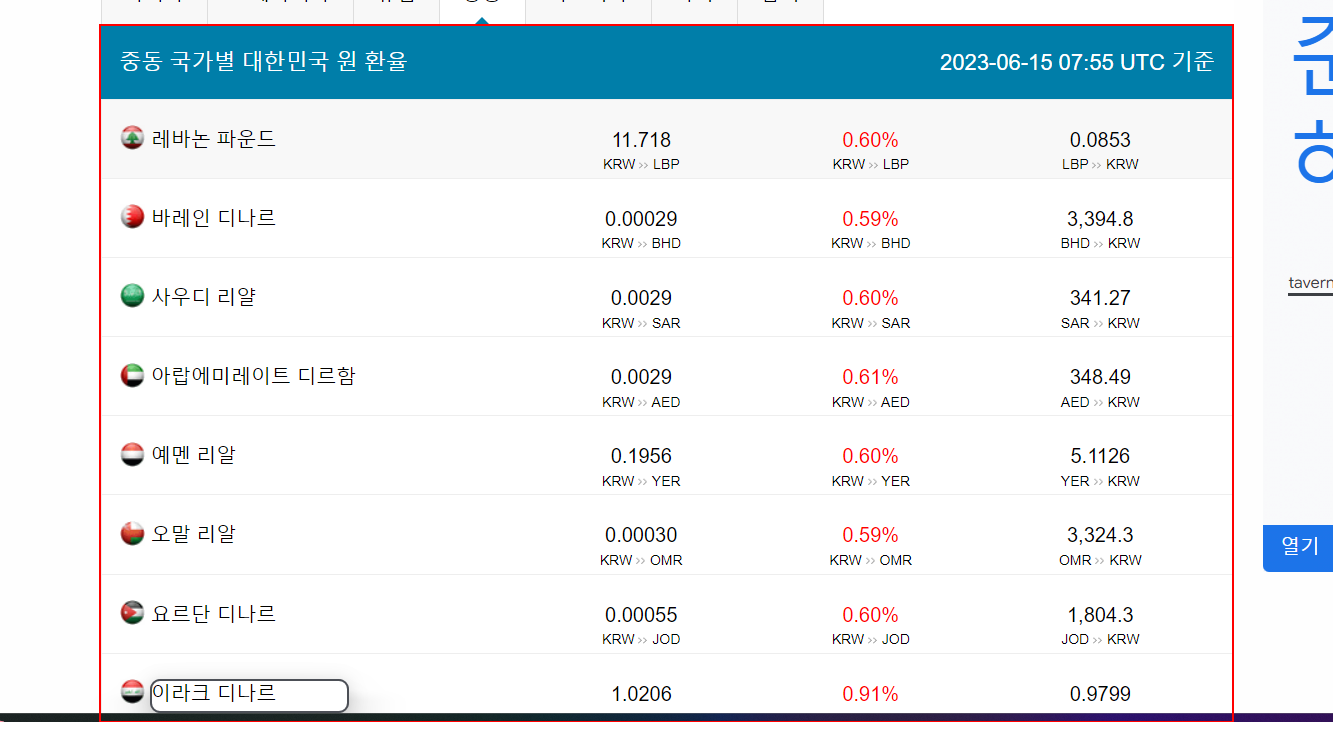 중동 국가별 대한민국 원 환율
2023-06-15 07:55 UTC 기준
레바논 파운드 11.718 0.60% 0.0853
KRW ›› LBP KRW ›› LBP LBP ›› KRW
바레인 디나르 0.00029 0.59% 3,394.8
KRW ›› BHD KRW ›› BHD BHD ›› KRW
사우디 리얄 0.0029 0.60% 341.27
KRW ›› SAR KRW ›› SAR SAR ›› KRW
아랍에미레이트 디르함 0.0029 0.61% 348.49
KRW ›› AED KRW ›› AED AED ›› KRW
예멘 리알 0.1956 0.60% 5.1126
KRW ›› YER KRW ›› YER YER ›› KRW
오말 리알 0.00030 0.59% 3,324.3
KRW ›› OMR KRW ›› OMR OMR ›› KRW
요르단 디나르 0.00055 0.60% 1,804.3
KRW ›› JOD KRW ›› JOD JOD ›› KRW
이라크 디나르 1.0206 0.91% 0.9799
tavern
열기